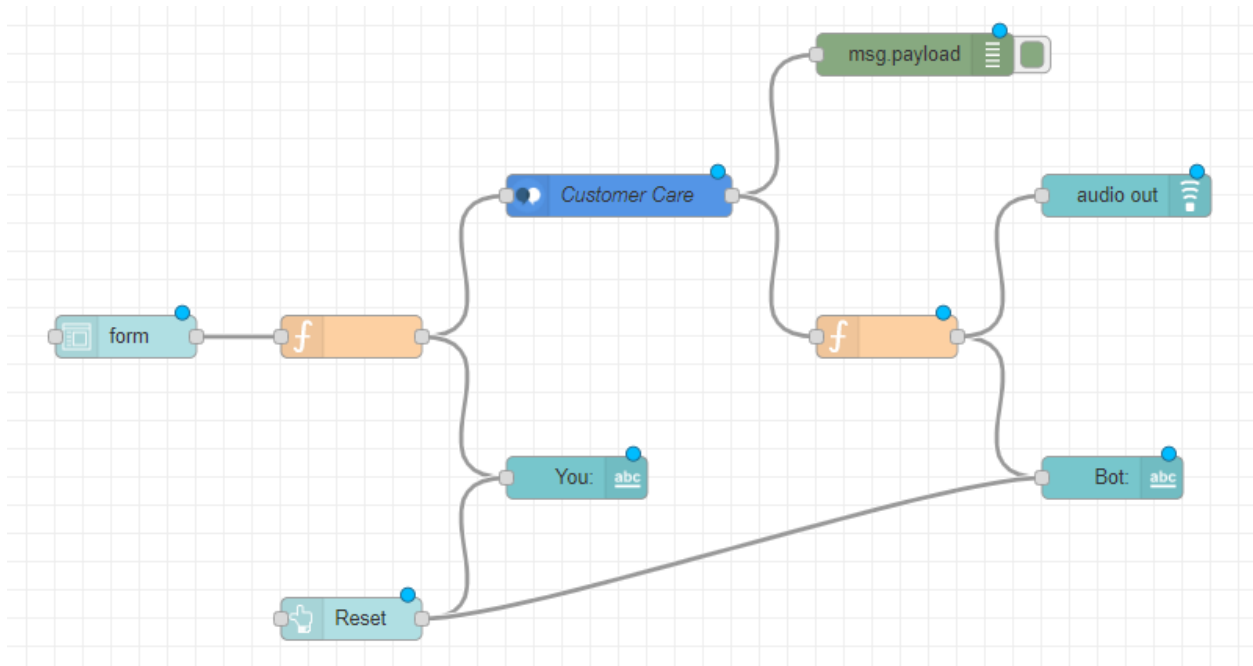 msg.payload
Customer Care
audio out
form
f
f
You: abc
Bot: abc
Reset